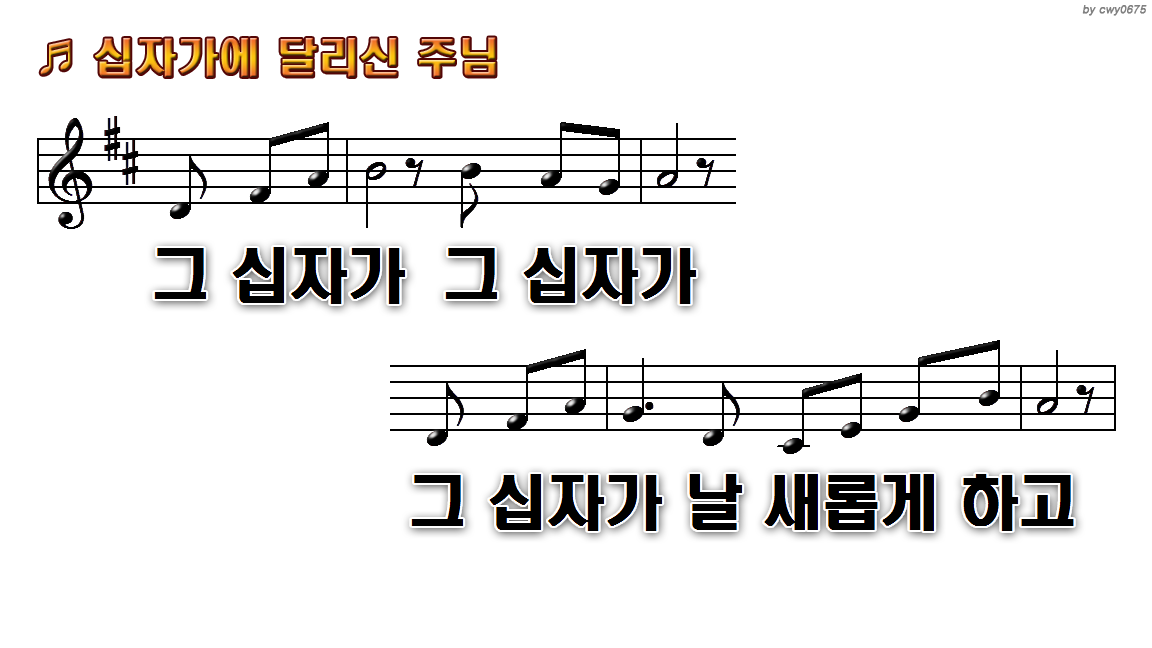 by cwy0675
♬ 십자가에 달리신 주님
그 십자가 그 십자가
그 십자가 날 새롭게 하고